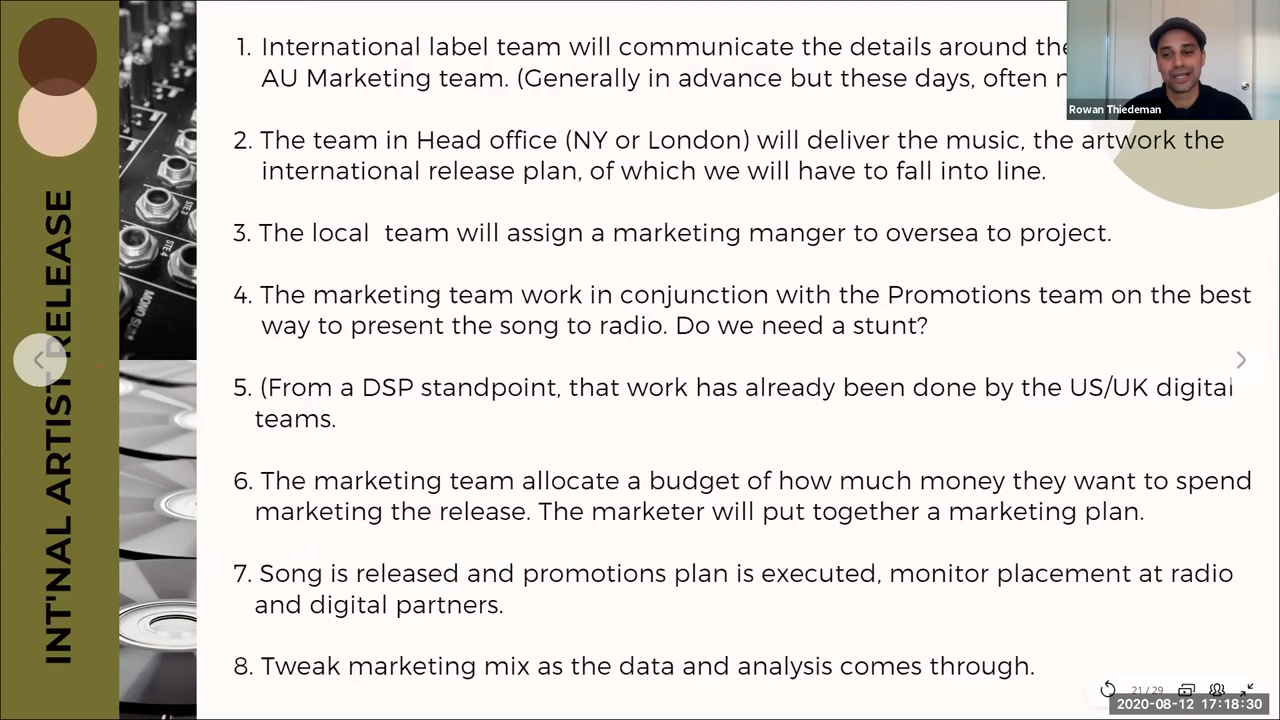 INT'NAL ARTIST RELEASE
1. International label team will communicate the details around the
AU Marketing team. (Generally in advance but these days, often
2. The team in Head office (NY or London) will deliver the music, the artwork the
international release plan, of which we will have to fall into line.
3. The local team will assign a marketing manger to oversea to project.
4. The marketing team work in conjunction with the Promotions team on the best
way to present the song to radio. Do we need a stunt?
5. (From a DSP standpoint, that work has already been done by the US/UK digital
teams.
6. The marketing team allocate a budget of how much money they want to spend
marketing the release. The marketer will put together a marketing plan.
7. Song is released and promotions plan is executed, monitor placement at radio
and digital partners.
8. Tweak marketing mix as the data and analysis comes through.
Rowan Thiedeman
STE3
STE4
21/29
2020-08-12 17:18:30